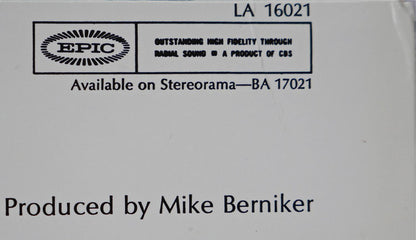 LA 16021
EPIC
OUTSTANDING HIGH FIDELITY THROUGH
RADIAL SOUND ∞ A PRODUCT OF CBS
Available on Stereorama—BA 17021
Produced by Mike Berniker